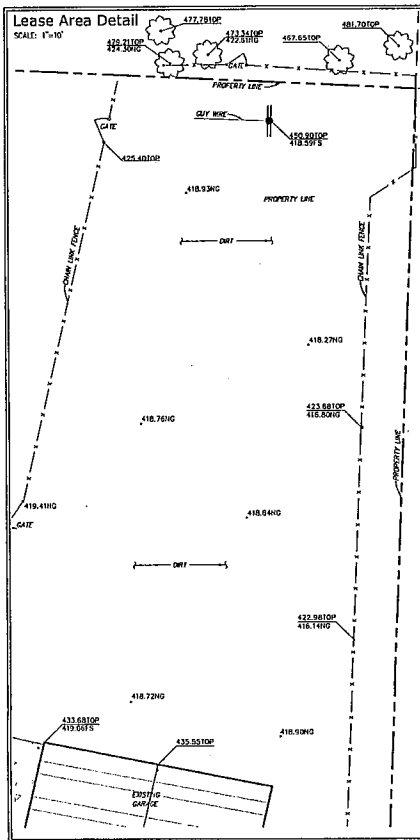 Lease Area Detail
SCALE: 1"=10'
477.78TOP
479.21TOP
424.30NG
473.34TOP
422.61NG
467.65TOP
481.70TOP
GATE
PROPERTY LINE
GUY WIRE
450.90TOP
418.59FS
GATE
425.40TOP
418.93NG
PROPERTY LINE
DIRT
CHAIN LINK FENCE
CHAIN LINK FENCE
418.27NG
423.68TOP
416.80NG
418.76NG
PROPERTY LINE
419.41NG
GATE
418.64NG
DIRT
422.98TOP
416.14NG
418.72NG
433.68TOP
419.06FS
418.90NG
435.55TOP
EXISTING
GARAGE